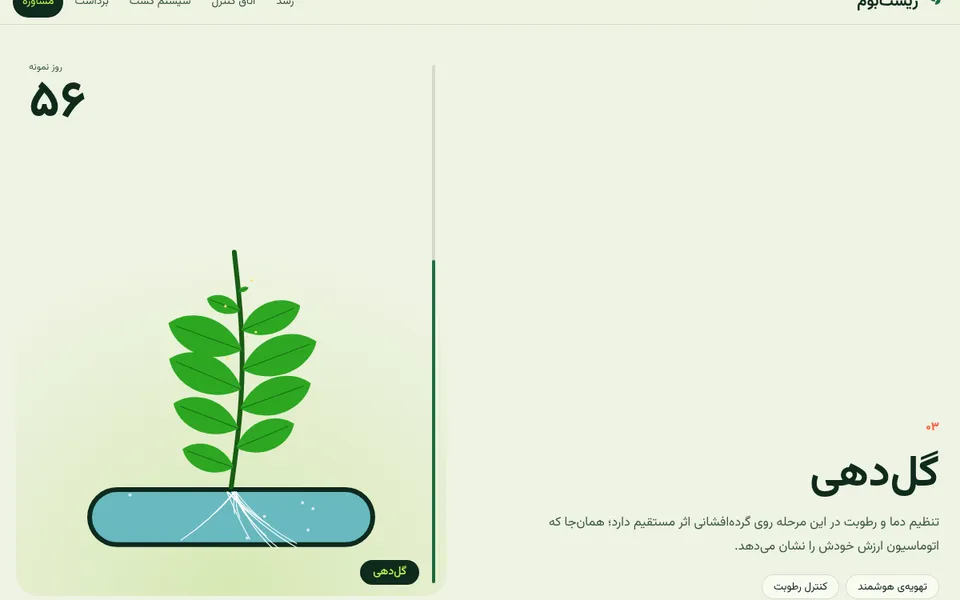 زیست‌بوم
رشد
اتاق کنترل
سیستم کشت
برداشت
مشاوره
روز نمونه
۵۶
۰۳
گل‌دهی
تنظیم دما و رطوبت در این مرحله روی گرده‌افشانی اثر مستقیم دارد؛ همان‌جا که
اتوماسیون ارزش خودش را نشان می‌دهد.
تهویه‌ی هوشمند
کنترل رطوبت
گل‌دهی